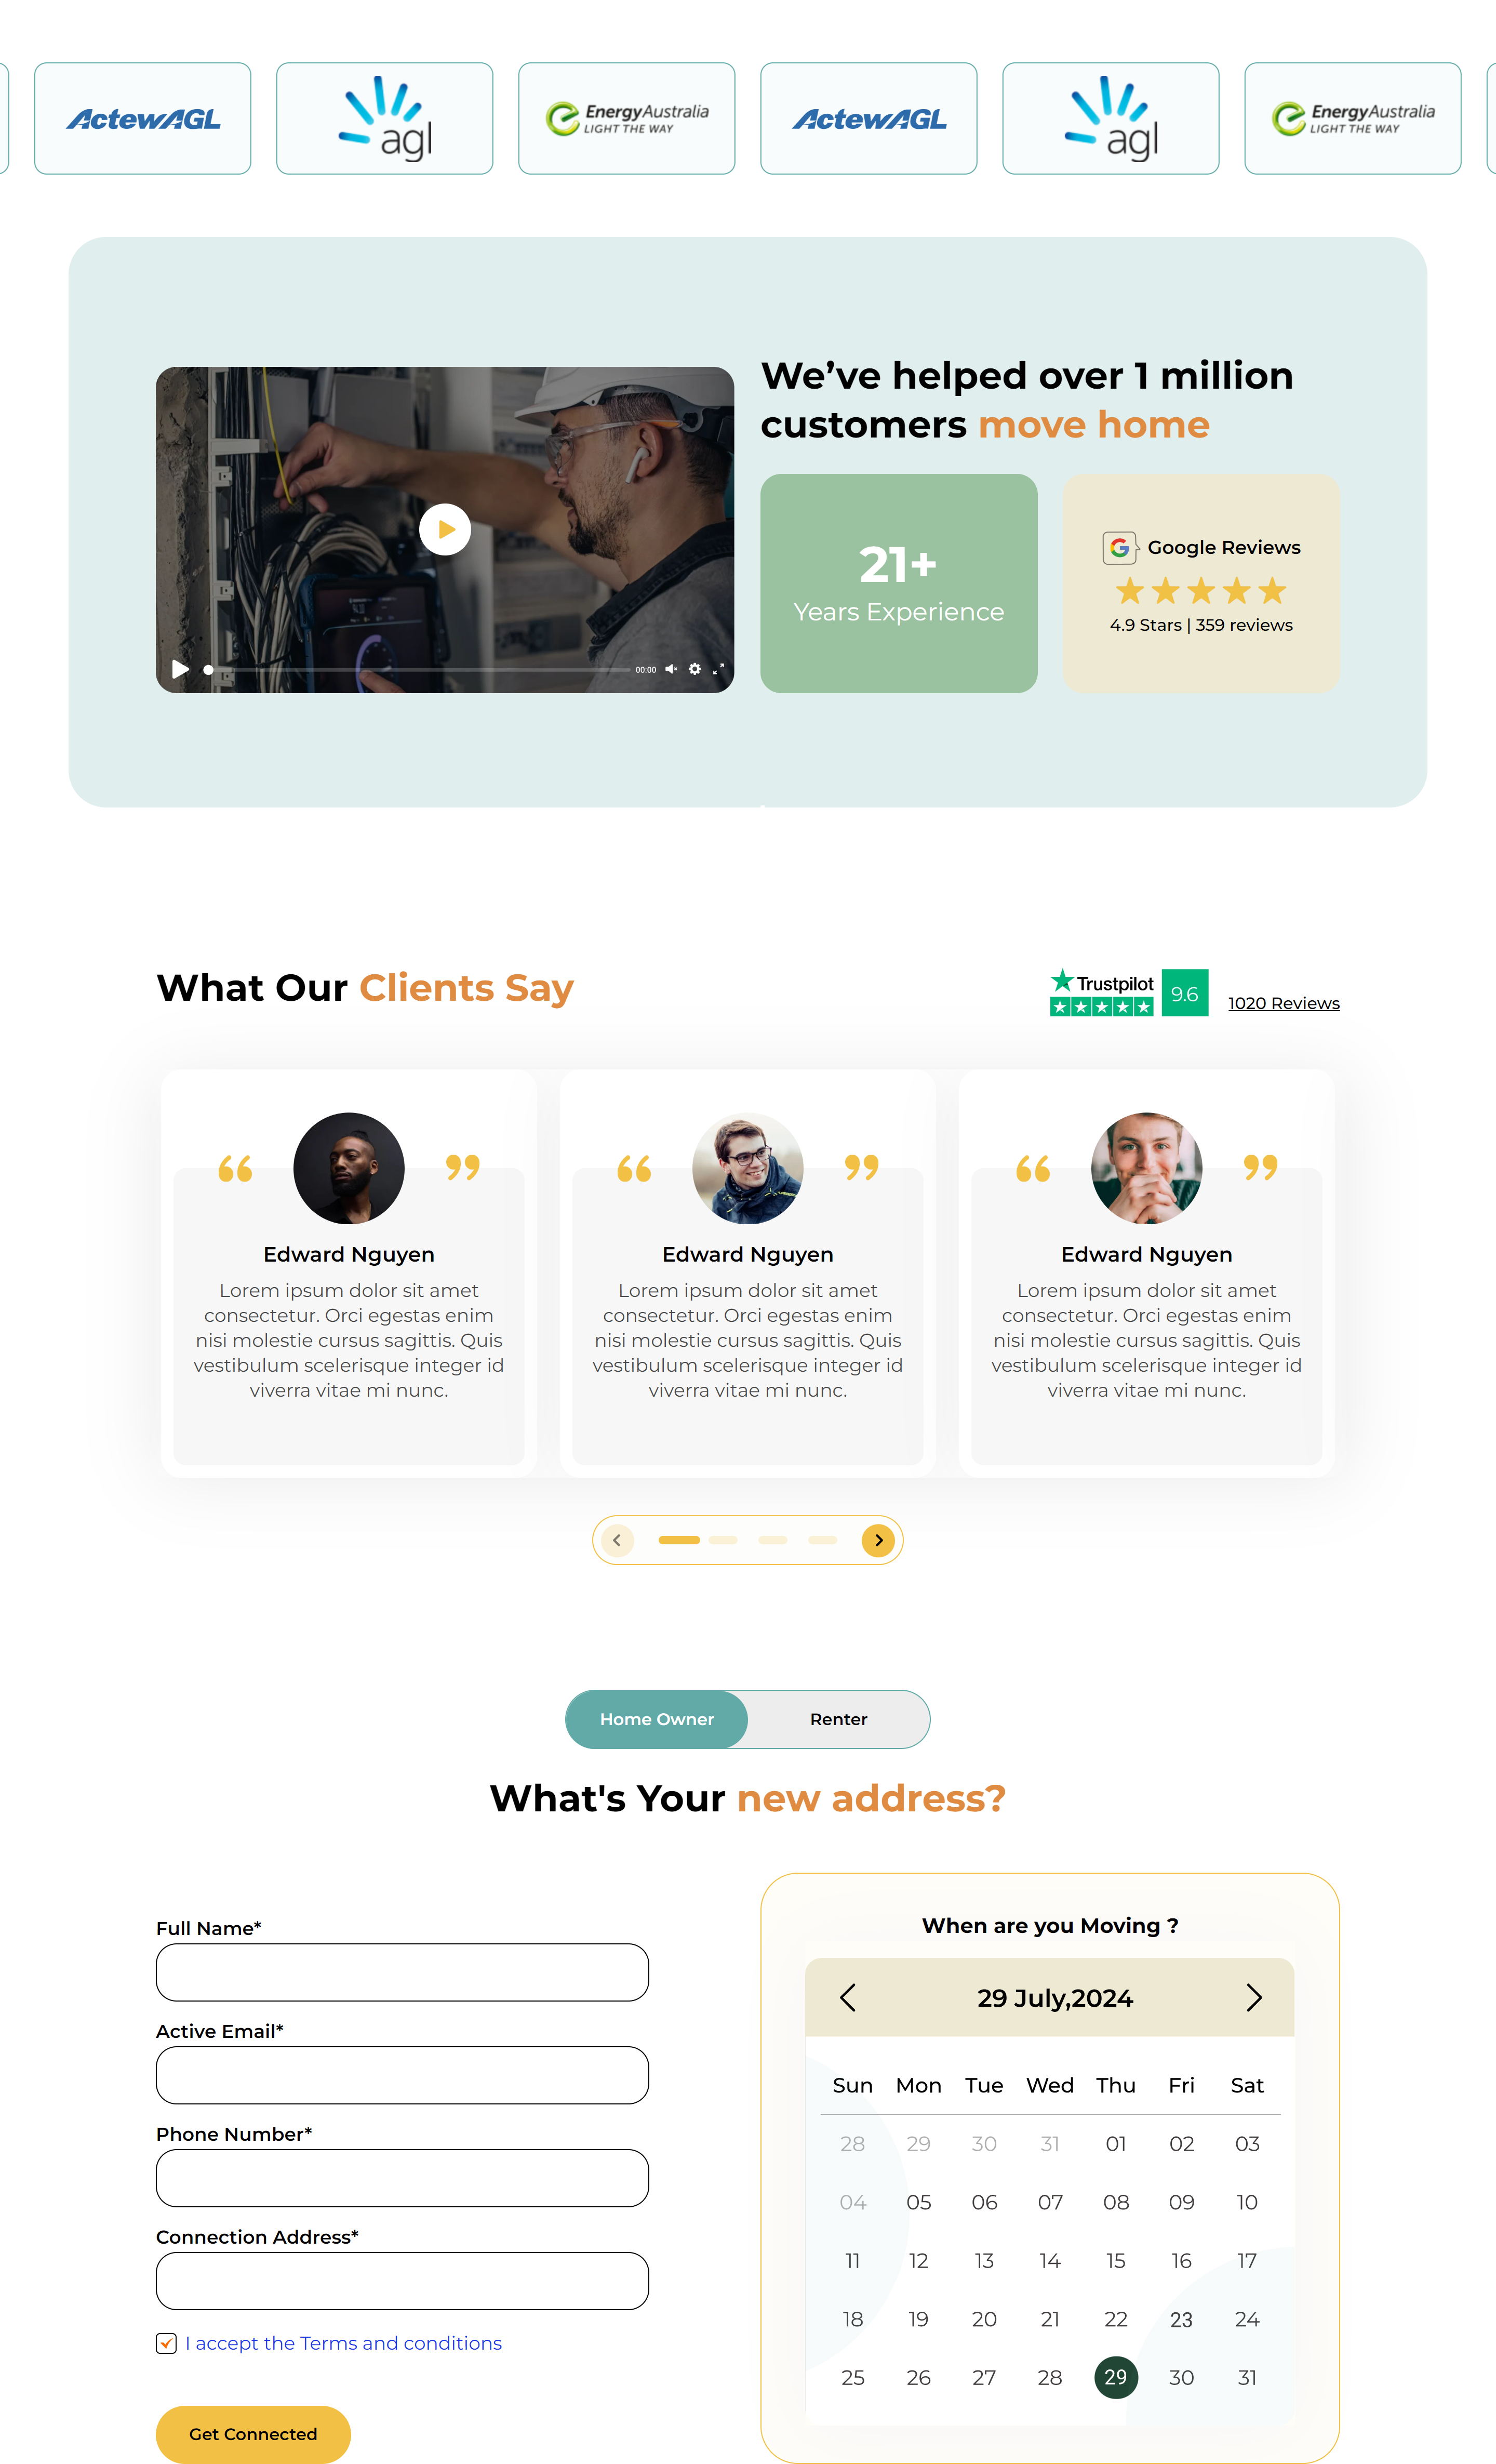 ActewAGL
agl
EnergyAustralia
LIGHT THE WAY
ActewAGL
agl
EnergyAustralia
LIGHT THE WAY
We’ve helped over 1 million
customers move home
00:00
21+
Years Experience
Google Reviews
4.9 Stars | 359 reviews
What Our Clients Say
Trustpilot
9.6
1020 Reviews
Edward Nguyen
Lorem ipsum dolor sit amet
consectetur. Orci egestas enim
nisi molestie cursus sagittis. Quis
vestibulum scelerisque integer id
viverra vitae mi nunc.
Edward Nguyen
Lorem ipsum dolor sit amet
consectetur. Orci egestas enim
nisi molestie cursus sagittis. Quis
vestibulum scelerisque integer id
viverra vitae mi nunc.
Edward Nguyen
Lorem ipsum dolor sit amet
consectetur. Orci egestas enim
nisi molestie cursus sagittis. Quis
vestibulum scelerisque integer id
viverra vitae mi nunc.
Home Owner
Renter
What's Your new address?
Full Name*
Active Email*
Phone Number*
Connection Address*
I accept the Terms and conditions
Get Connected
When are you Moving ?
29 July,2024
Sun Mon Tue Wed Thu Fri Sat
28 29 30 31 01 02 03
04 05 06 07 08 09 10
11 12 13 14 15 16 17
18 19 20 21 22 23 24
25 26 27 28 29 30 31